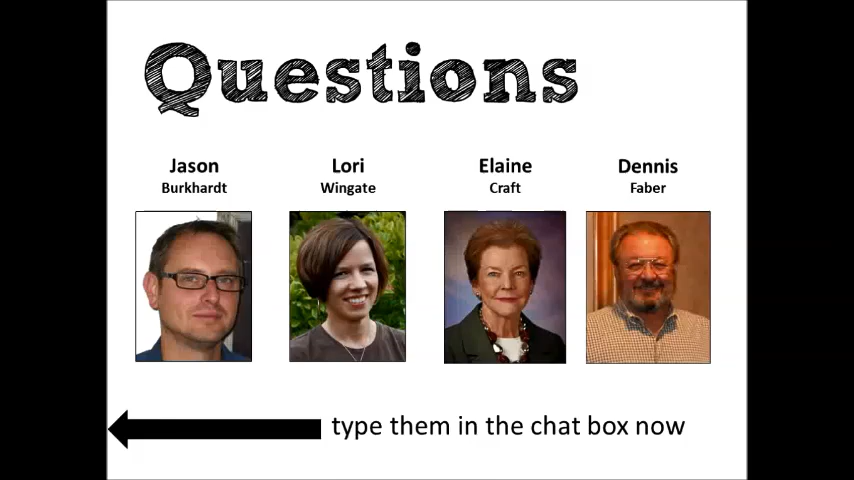 Questions
Jason
Burkhardt
Lori
Wingate
Elaine
Craft
Dennis
Faber
type them in the chat box now